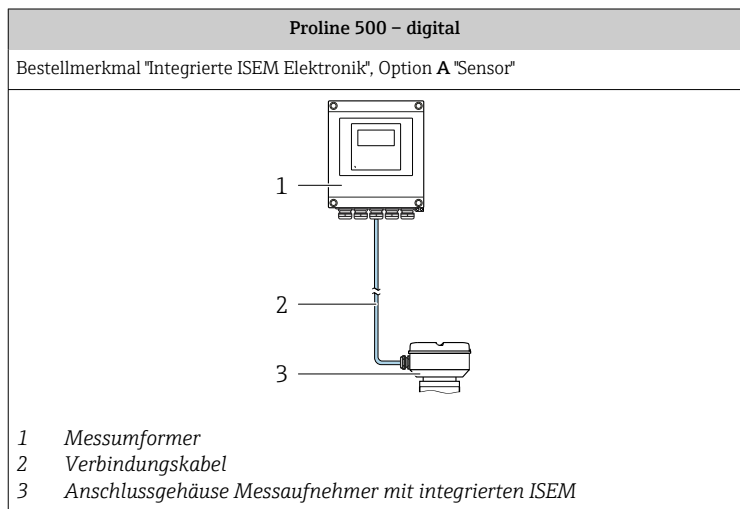 Proline 500 – digital
Bestellmerkmal "Integrierte ISEM Elektronik", Option A "Sensor"
1
2
3
1 Messumformer
2 Verbindungskabel
3 Anschlussgehäuse Messaufnehmer mit integrierten ISEM